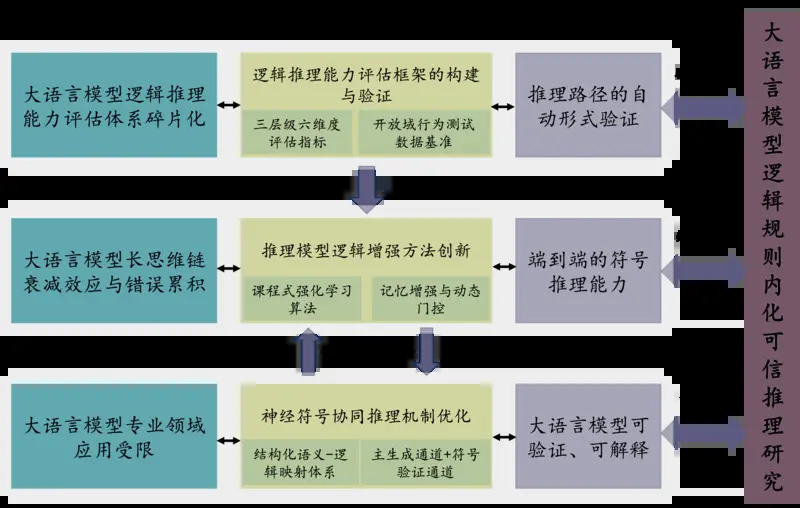 大语言模型逻辑推理
能力评估体系碎片化
逻辑推理能力评估框架的构建
与验证
三层级六维度
评估指标
开放域行为测试
数据基准
推理路径的自
动形式验证
大语言模型长思维链
衰减效应与错误累积
推理模型逻辑增强方法创新
课程式强化学习
算法
记忆增强与动态
门控
端到端的符号
推理能力
大语言模型专业领域
应用受限
神经符号协同推理机制优化
结构化语义-逻
辑映射体系
主生成通道+符号
验证通道
大语言模型可
验证、可解释
大语言模型逻辑规则内化可信推理研究